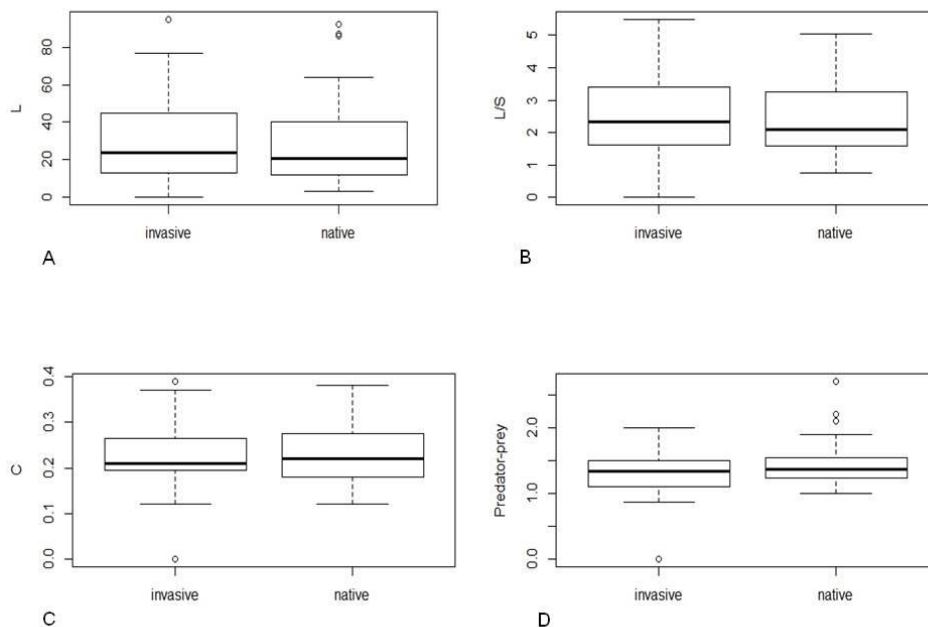 L
0 20 40 60 80
invasive native
A
L/S
0 1 2 3 4 5
invasive native
B
C
0.0 0.1 0.2 0.3 0.4
invasive native
C
Predator-prey
0.0 1.0 2.0
invasive native
D